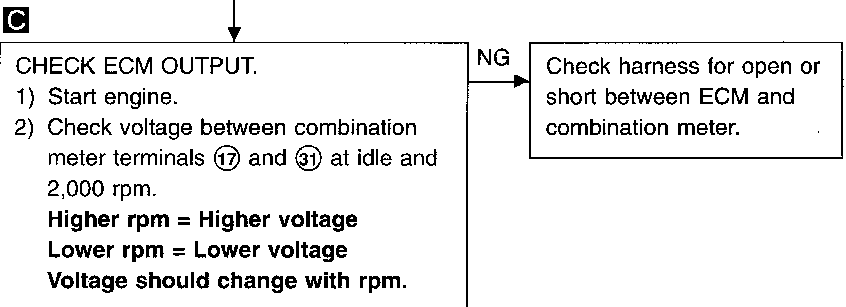 C
CHECK ECM OUTPUT.
1) Start engine.
2) Check voltage between combination
meter terminals ⑰ and ㉛ at idle and
2,000 rpm.
Higher rpm = Higher voltage
Lower rpm = Lower voltage
Voltage should change with rpm.
NG
Check harness for open or
short between ECM and
combination meter.